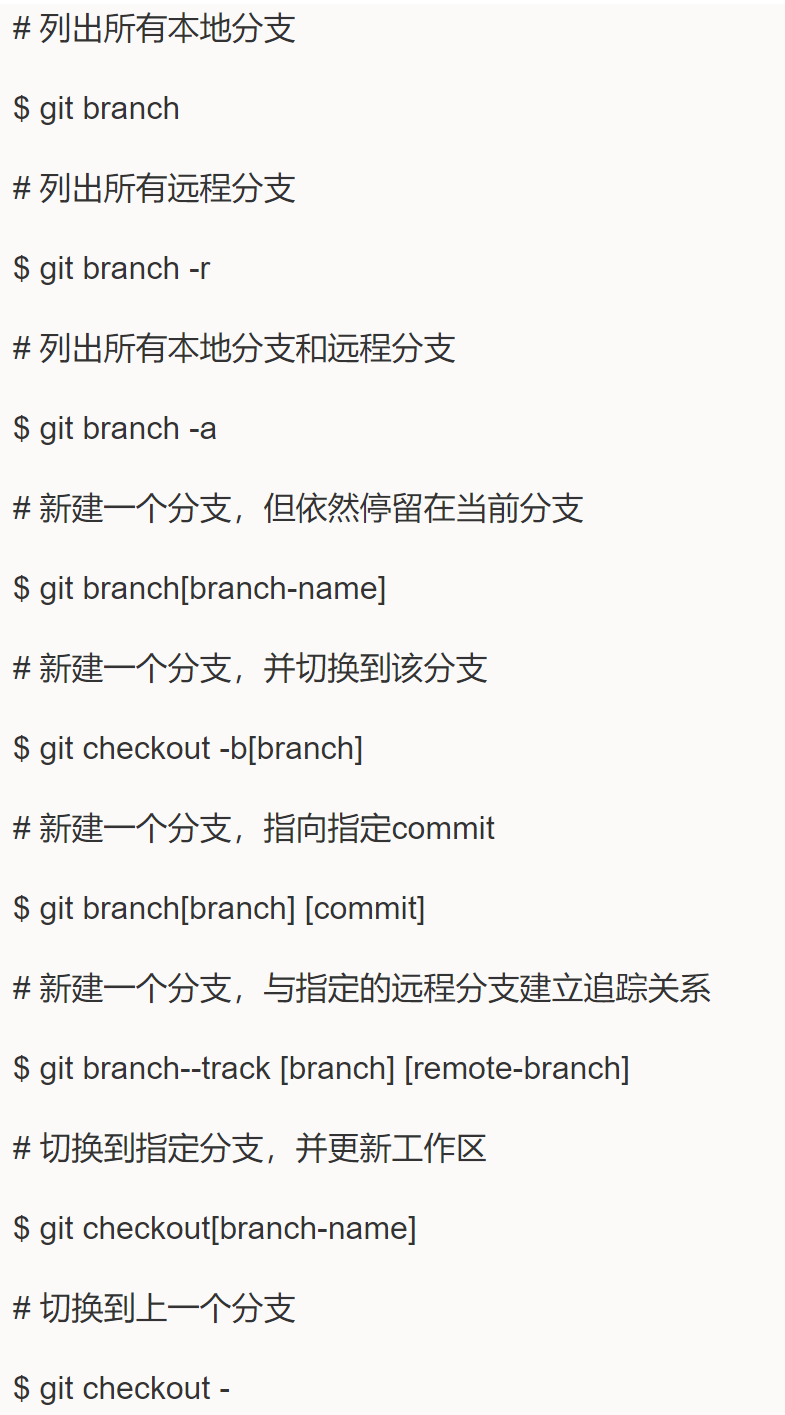 # 列出所有本地分支
$ git branch
# 列出所有远程分支
$ git branch -r
# 列出所有本地分支和远程分支
$ git branch -a
# 新建一个分支，但依然停留在当前分支
$ git branch[branch-name]
# 新建一个分支，并切换到该分支
$ git checkout -b[branch]
# 新建一个分支，指向指定commit
$ git branch[branch] [commit]
# 新建一个分支，与指定的远程分支建立追踪关系
$ git branch--track [branch] [remote-branch]
# 切换到指定分支，并更新工作区
$ git checkout[branch-name]
# 切换到上一个分支
$ git checkout -